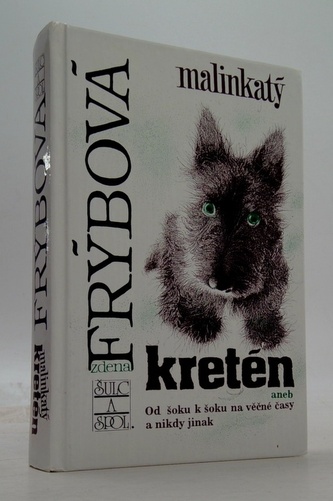 malinkatý
zdena
FRÝBOVÁ
ŠULC
A
SPOL.
kretén
aneb
Od šoku k šoku na věčné časy
a nikdy jinak
FRÝBOVÁ
malinkatý
kretén